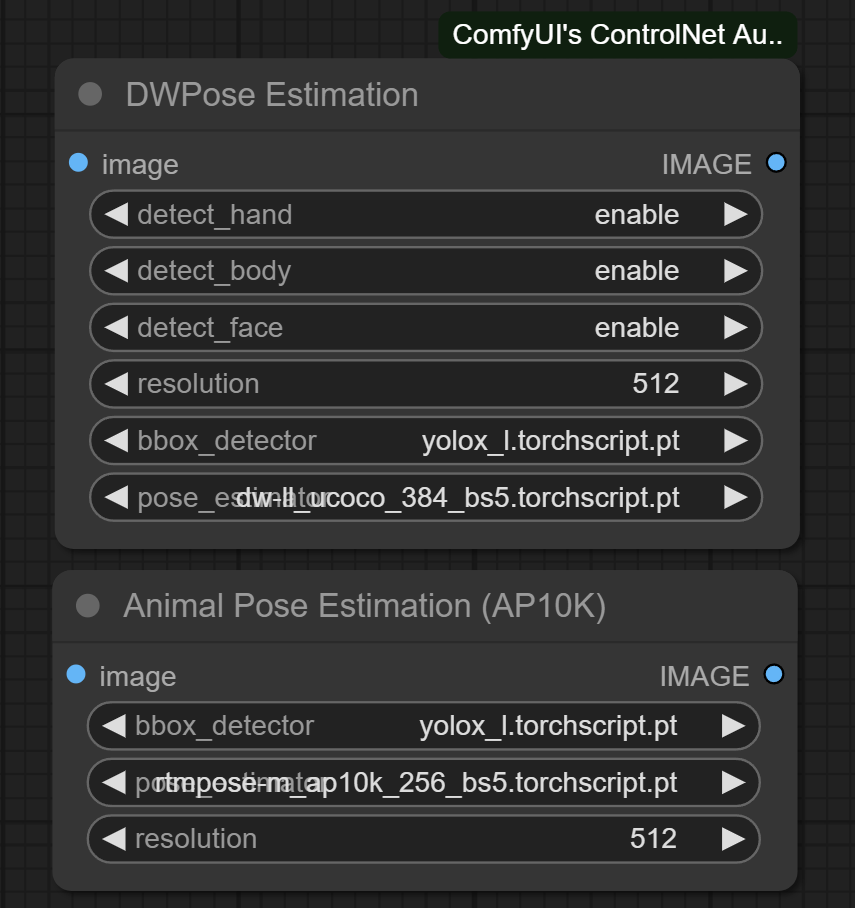 ComfyUI's ControlNet Au..
DWPose Estimation
image IMAGE
detect_hand enable
detect_body enable
detect_face enable
resolution 512
bbox_detector yolox_l.torchscript.pt
pose_estimator dw-ll_ucoco_384_bs5.torchscript.pt
Animal Pose Estimation (AP10K)
image IMAGE
bbox_detector yolox_l.torchscript.pt
pose_estimator rtmpose-m_ap10k_256_bs5.torchscript.pt
resolution 512